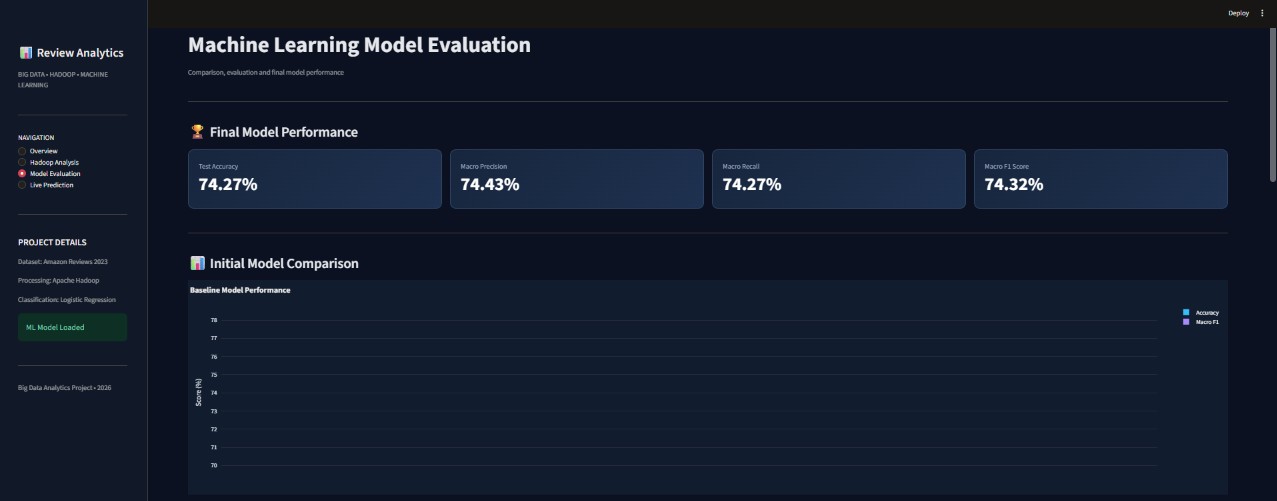 Deploy
Review Analytics
BIG DATA • HADOOP • MACHINE
LEARNING
NAVIGATION
Overview
Hadoop Analysis
Model Evaluation
Live Prediction
PROJECT DETAILS
Dataset: Amazon Reviews 2023
Processing: Apache Hadoop
Classification: Logistic Regression
ML Model Loaded
Big Data Analytics Project • 2026
Machine Learning Model Evaluation
Comparison, evaluation and final model performance
Final Model Performance
Test Accuracy
74.27%
Macro Precision
74.43%
Macro Recall
74.27%
Macro F1 Score
74.32%
Initial Model Comparison
Baseline Model Performance
Accuracy
Macro F1
Score (%)
78
77
76
75
74
73
72
71
70